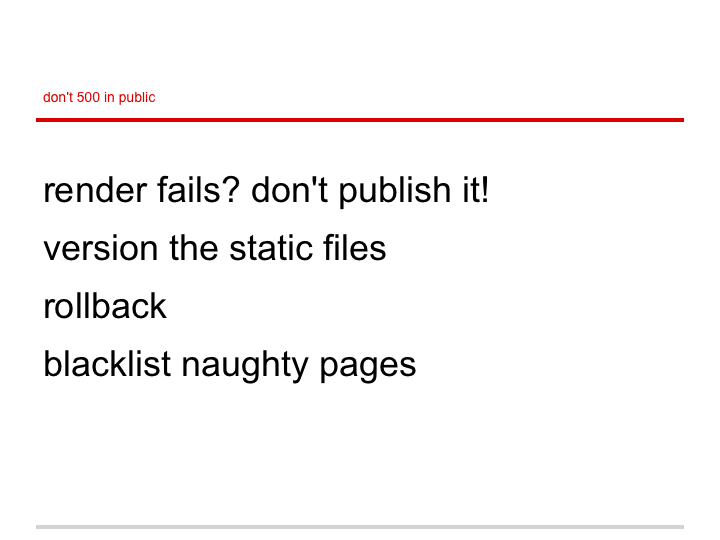 don't 500 in public
render fails? don't publish it!
version the static files
rollback
blacklist naughty pages